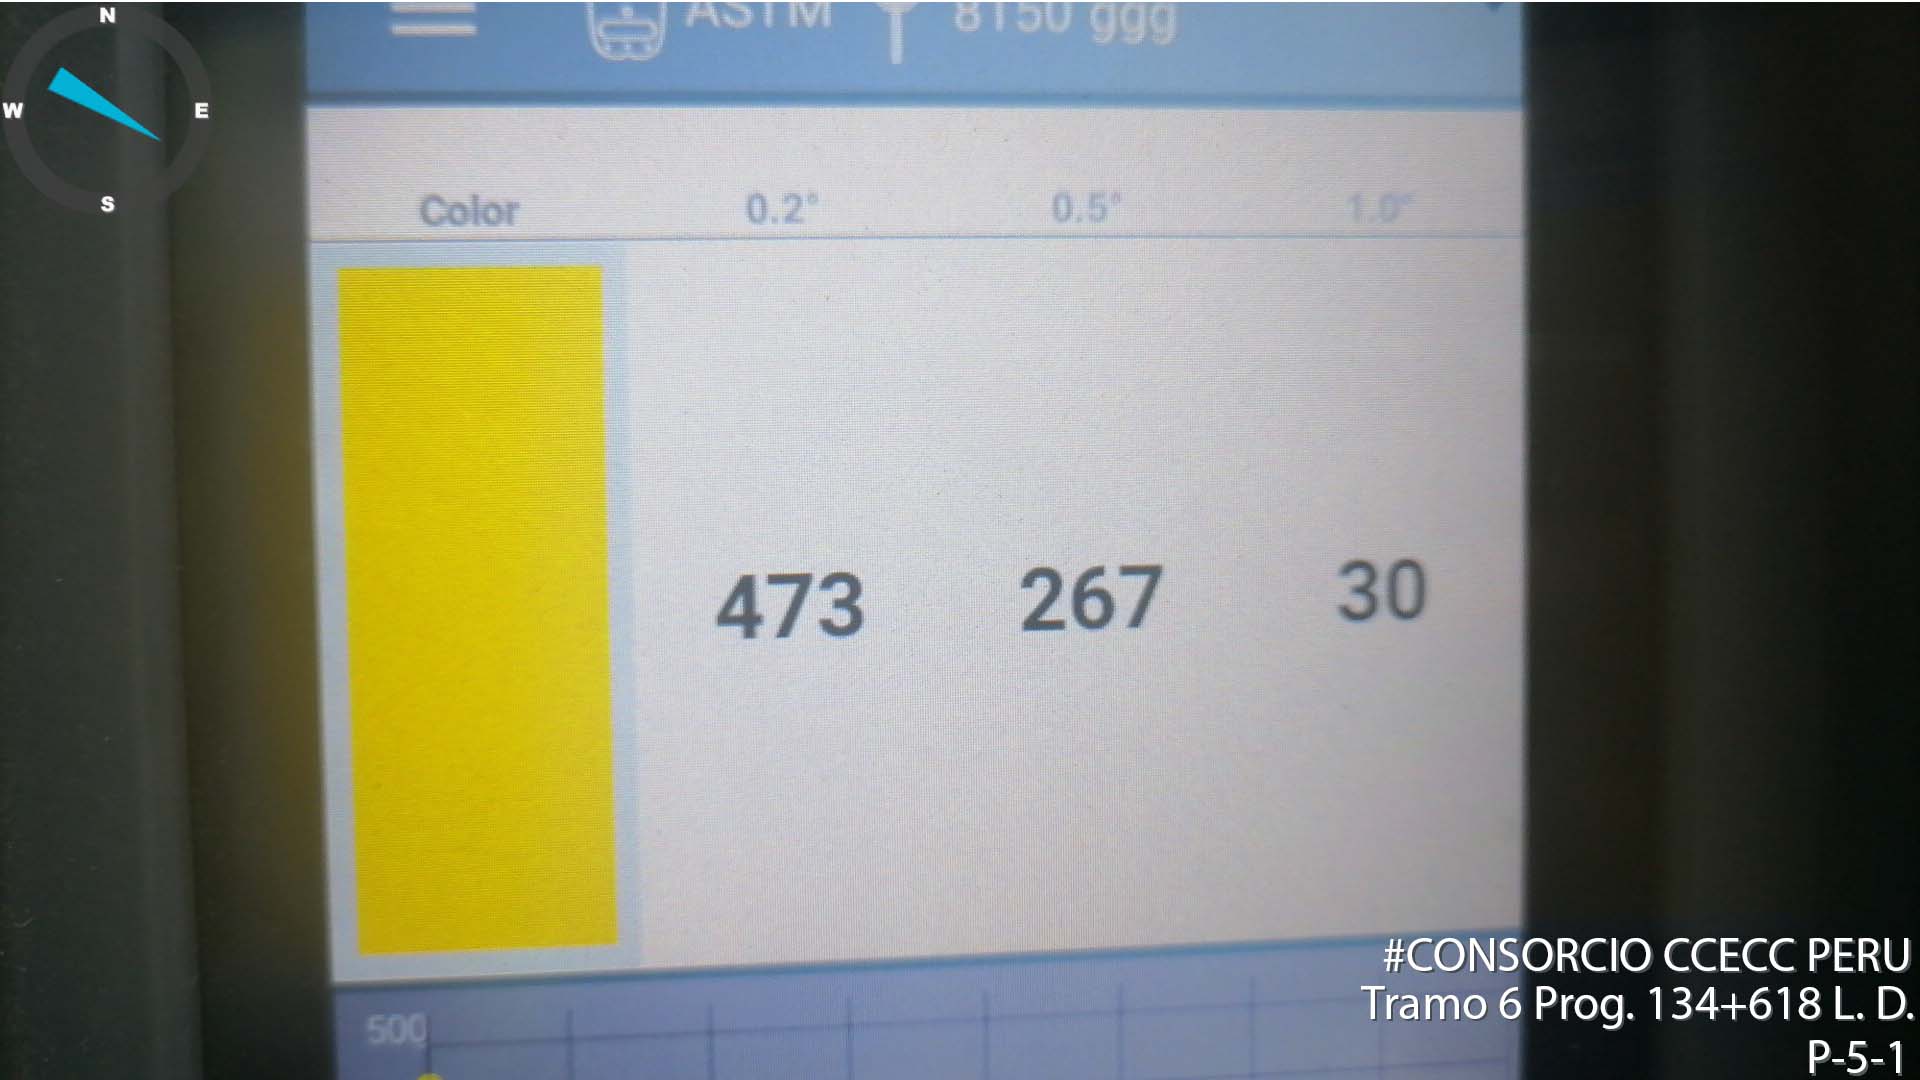 N
W E
S
ASTM 8150 ggg
Color 0.2° 0.5° 1.0°
473 267 30
500
#CONSORCIO CCECC PERU
Tramo 6 Prog. 134+618 L. D.
P-5-1